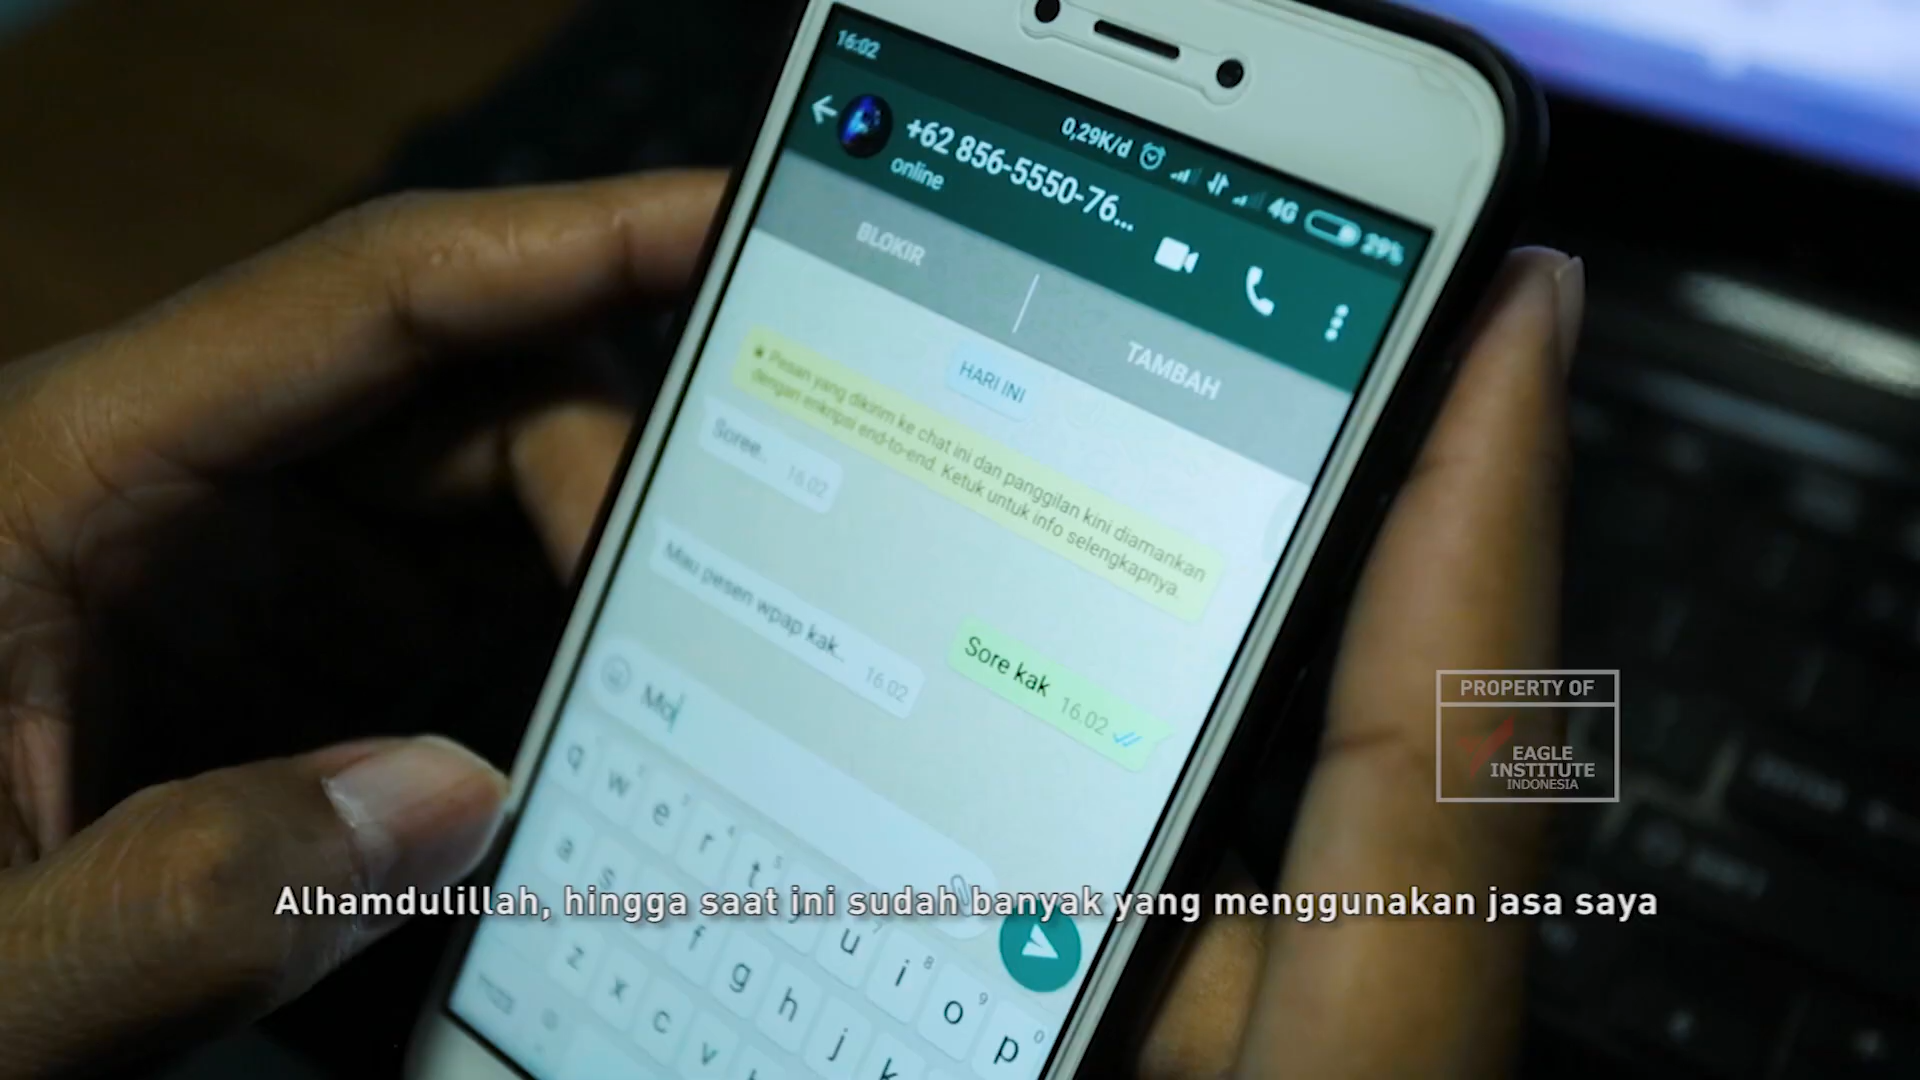 16:02
0,29K/d
4G
29%
+62 856-5550-76...
online
BLOKIR
TAMBAH
HARI INI
Pesan yang dikirim ke chat ini dan panggilan kini diamankan
dengan enkripsi end-to-end. Ketuk untuk info selengkapnya.
Soree..
16.02
Sore kak
16.02
Mau pesen wpap kak..
16.02
Mo
q w e r t u i o p
a s f g h j k
z x c v
PROPERTY OF
EAGLE
INSTITUTE
INDONESIA
Alhamdulillah, hingga saat ini sudah banyak yang menggunakan jasa saya